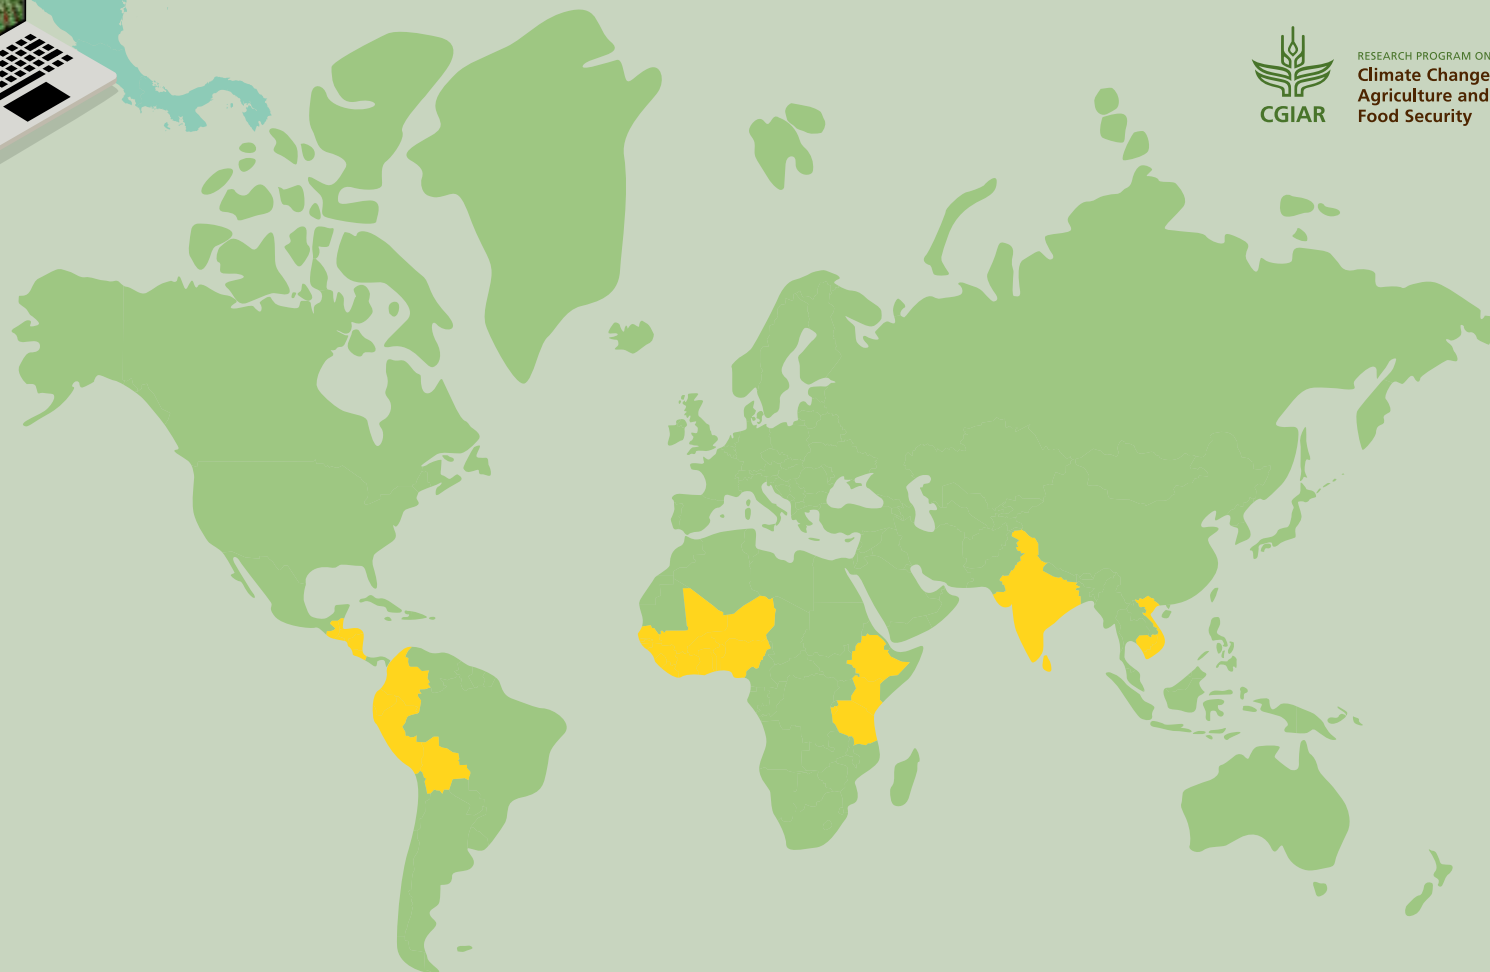 RESEARCH PROGRAM ON
Climate Change
Agriculture and
Food Security
CGIAR